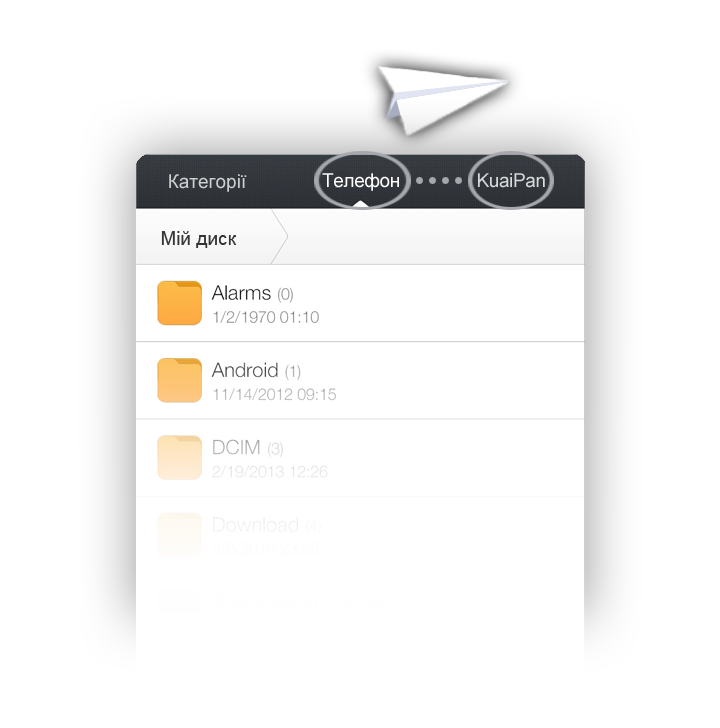 Категорії Телефон KuaiPan
Мій диск
Alarms (0)
1/2/1970 01:10
Android (1)
11/14/2012 09:15
DCIM (3)
2/19/2013 12:26
Download (4)